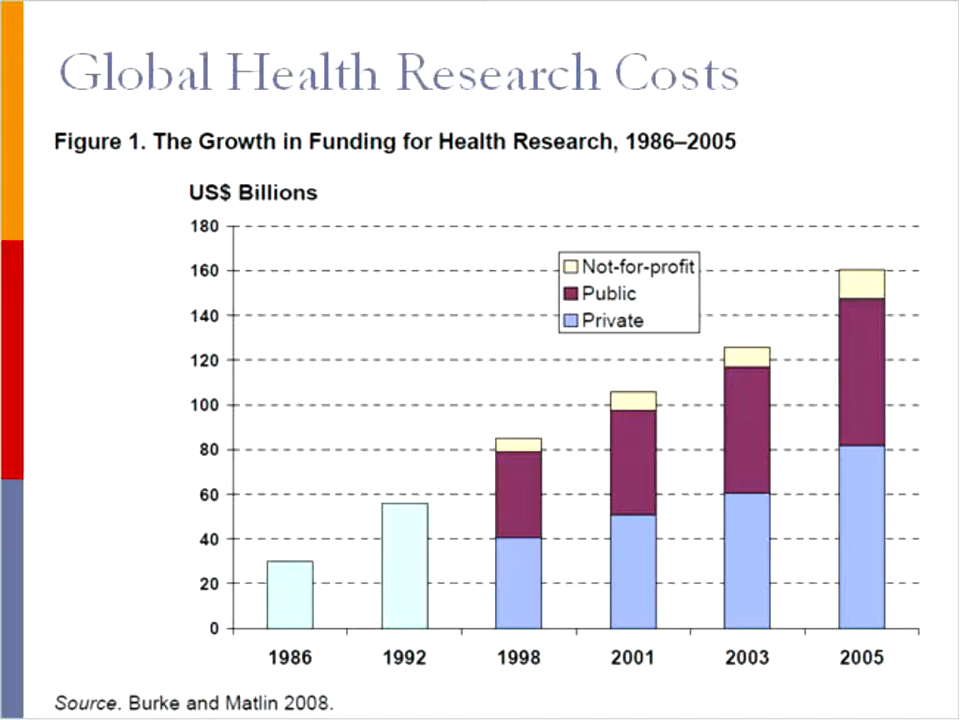 Global Health Research Costs
Figure 1. The Growth in Funding for Health Research, 1986–2005
US$ Billions
180
160
140
120
100
80
60
40
20
0
Not-for-profit
Public
Private
1986 1992 1998 2001 2003 2005
Source. Burke and Matlin 2008.